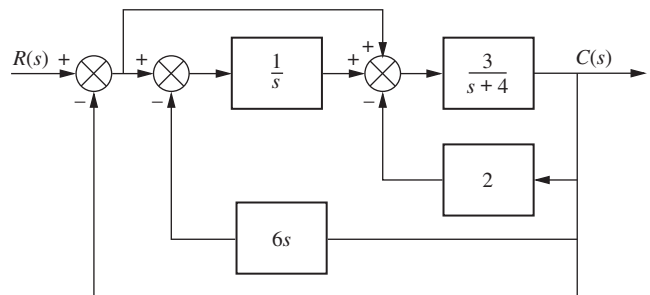 R(s) + − + − 1/s + + − 3/(s + 4) C(s)
2
6s